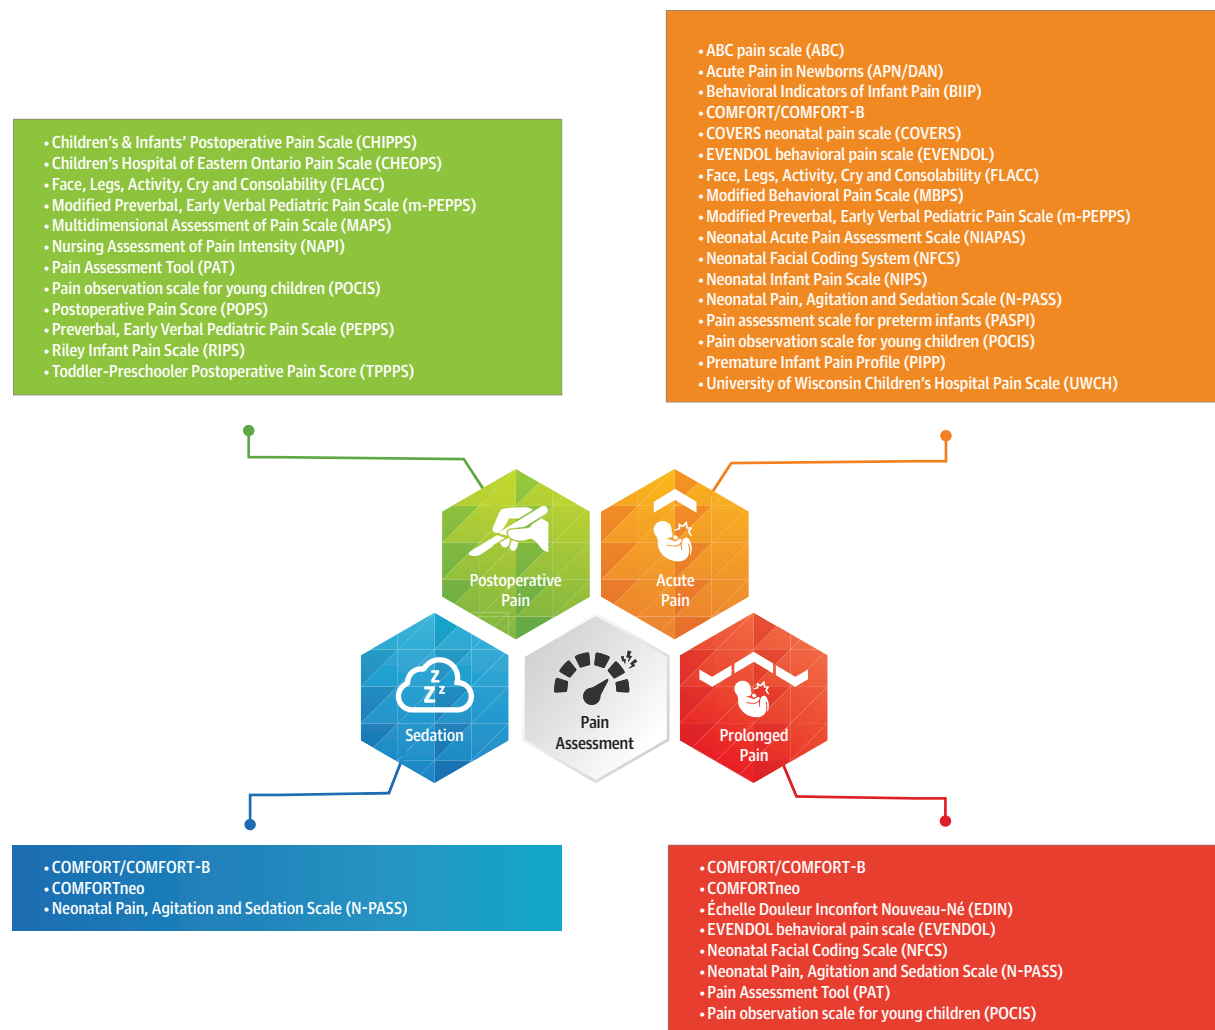 • Children's & Infants' Postoperative Pain Scale (CHIPPS)
• Children's Hospital of Eastern Ontario Pain Scale (CHEOPS)
• Face, Legs, Activity, Cry and Consolability (FLACC)
• Modified Preverbal, Early Verbal Pediatric Pain Scale (m-PEPPS)
• Multidimensional Assessment of Pain Scale (MAPS)
• Nursing Assessment of Pain Intensity (NAPI)
• Pain Assessment Tool (PAT)
• Pain observation scale for young children (POCIS)
• Postoperative Pain Score (POPS)
• Preverbal, Early Verbal Pediatric Pain Scale (PEPPS)
• Riley Infant Pain Scale (RIPS)
• Toddler-Preschooler Postoperative Pain Score (TPPPS)
• ABC pain scale (ABC)
• Acute Pain in Newborns (APN/DAN)
• Behavioral Indicators of Infant Pain (BIIP)
• COMFORT/COMFORT-B
• COVERS neonatal pain scale (COVERS)
• EVENDOL behavioral pain scale (EVENDOL)
• Face, Legs, Activity, Cry and Consolability (FLACC)
• Modified Behavioral Pain Scale (MBPS)
• Modified Preverbal, Early Verbal Pediatric Pain Scale (m-PEPPS)
• Neonatal Acute Pain Assessment Scale (NIAPAS)
• Neonatal Facial Coding System (NFCS)
• Neonatal Infant Pain Scale (NIPS)
• Neonatal Pain, Agitation and Sedation Scale (N-PASS)
• Pain assessment scale for preterm infants (PASPI)
• Pain observation scale for young children (POCIS)
• Premature Infant Pain Profile (PIPP)
• University of Wisconsin Children's Hospital Pain Scale (UWCH)
Postoperative
Pain
Acute
Pain
z
Z z
Sedation
Pain
Assessment
Prolonged
Pain
• COMFORT/COMFORT-B
• COMFORTneo
• Neonatal Pain, Agitation and Sedation Scale (N-PASS)
• COMFORT/COMFORT-B
• COMFORTneo
• Échelle Douleur Inconfort Nouveau-Né (EDIN)
• EVENDOL behavioral pain scale (EVENDOL)
• Neonatal Facial Coding Scale (NFCS)
• Neonatal Pain, Agitation and Sedation Scale (N-PASS)
• Pain Assessment Tool (PAT)
• Pain observation scale for young children (POCIS)